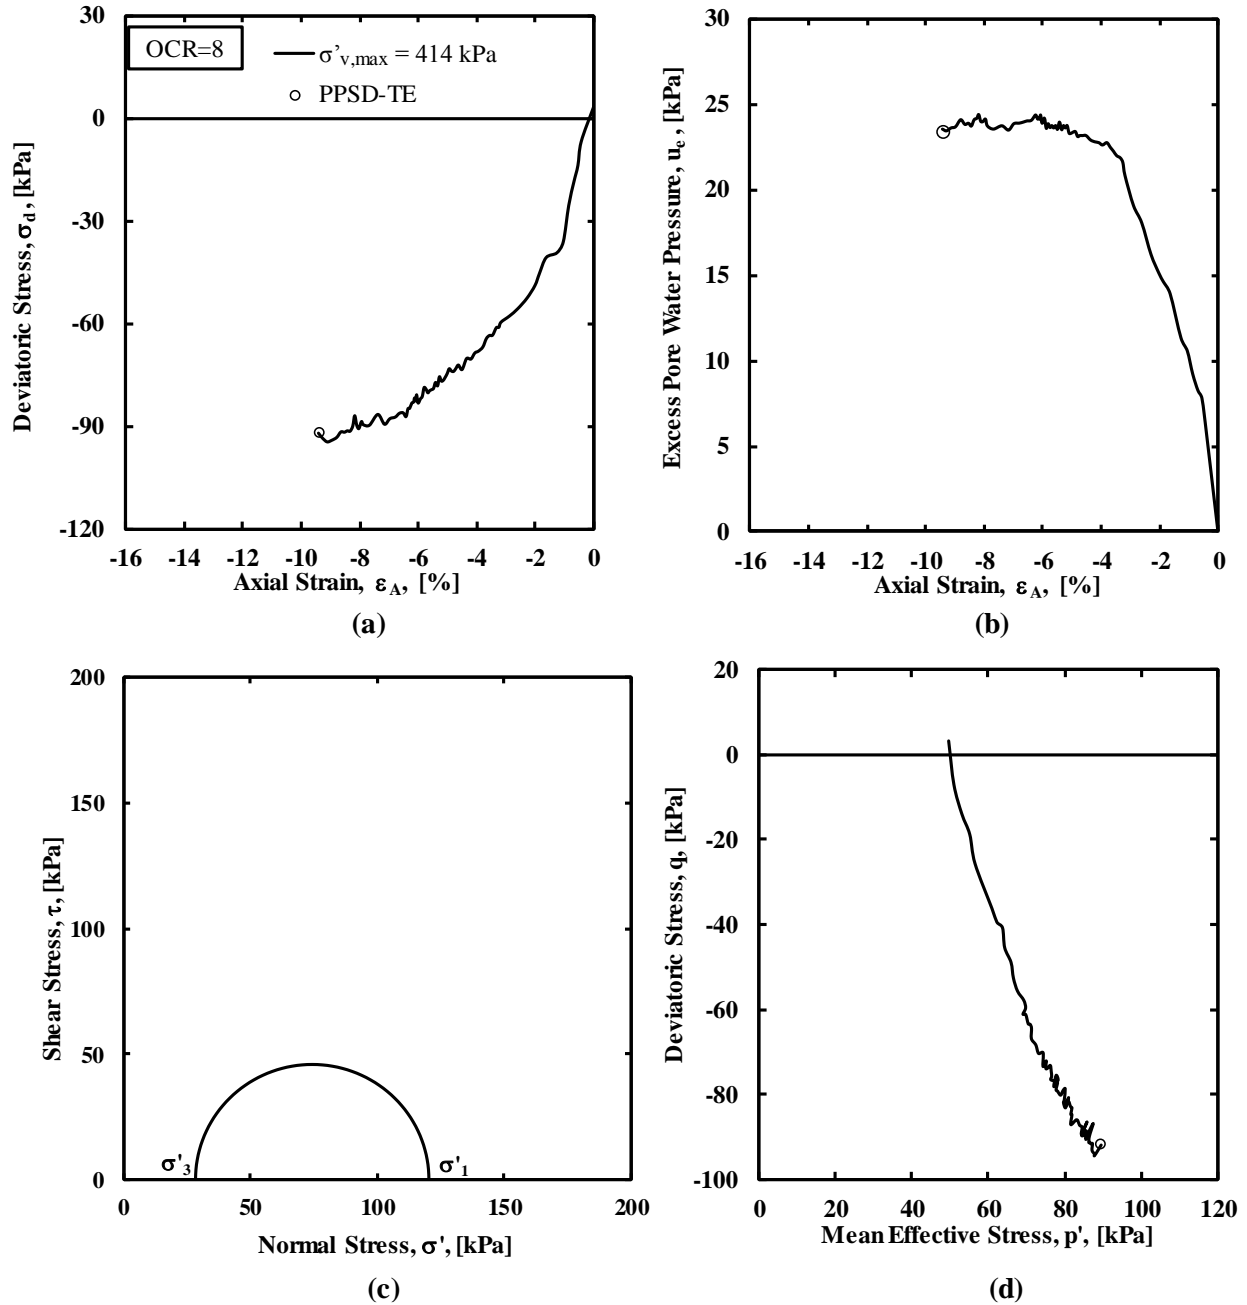 OCR=8
σ'v,max = 414 kPa
PPSD-TE
30
0
-30
-60
-90
-120
-16 -14 -12 -10 -8 -6 -4 -2 0
Deviatoric Stress, σd, [kPa]
Axial Strain, εA, [%]
(a)
30
25
20
15
10
5
0
-16 -14 -12 -10 -8 -6 -4 -2 0
Excess Pore Water Pressure, ue, [kPa]
Axial Strain, εA, [%]
(b)
200
150
100
50
0
0 50 100 150 200
σ'3
σ'1
Shear Stress, τ, [kPa]
Normal Stress, σ', [kPa]
(c)
20
0
-20
-40
-60
-80
-100
0 20 40 60 80 100 120
Deviatoric Stress, q, [kPa]
Mean Effective Stress, p', [kPa]
(d)